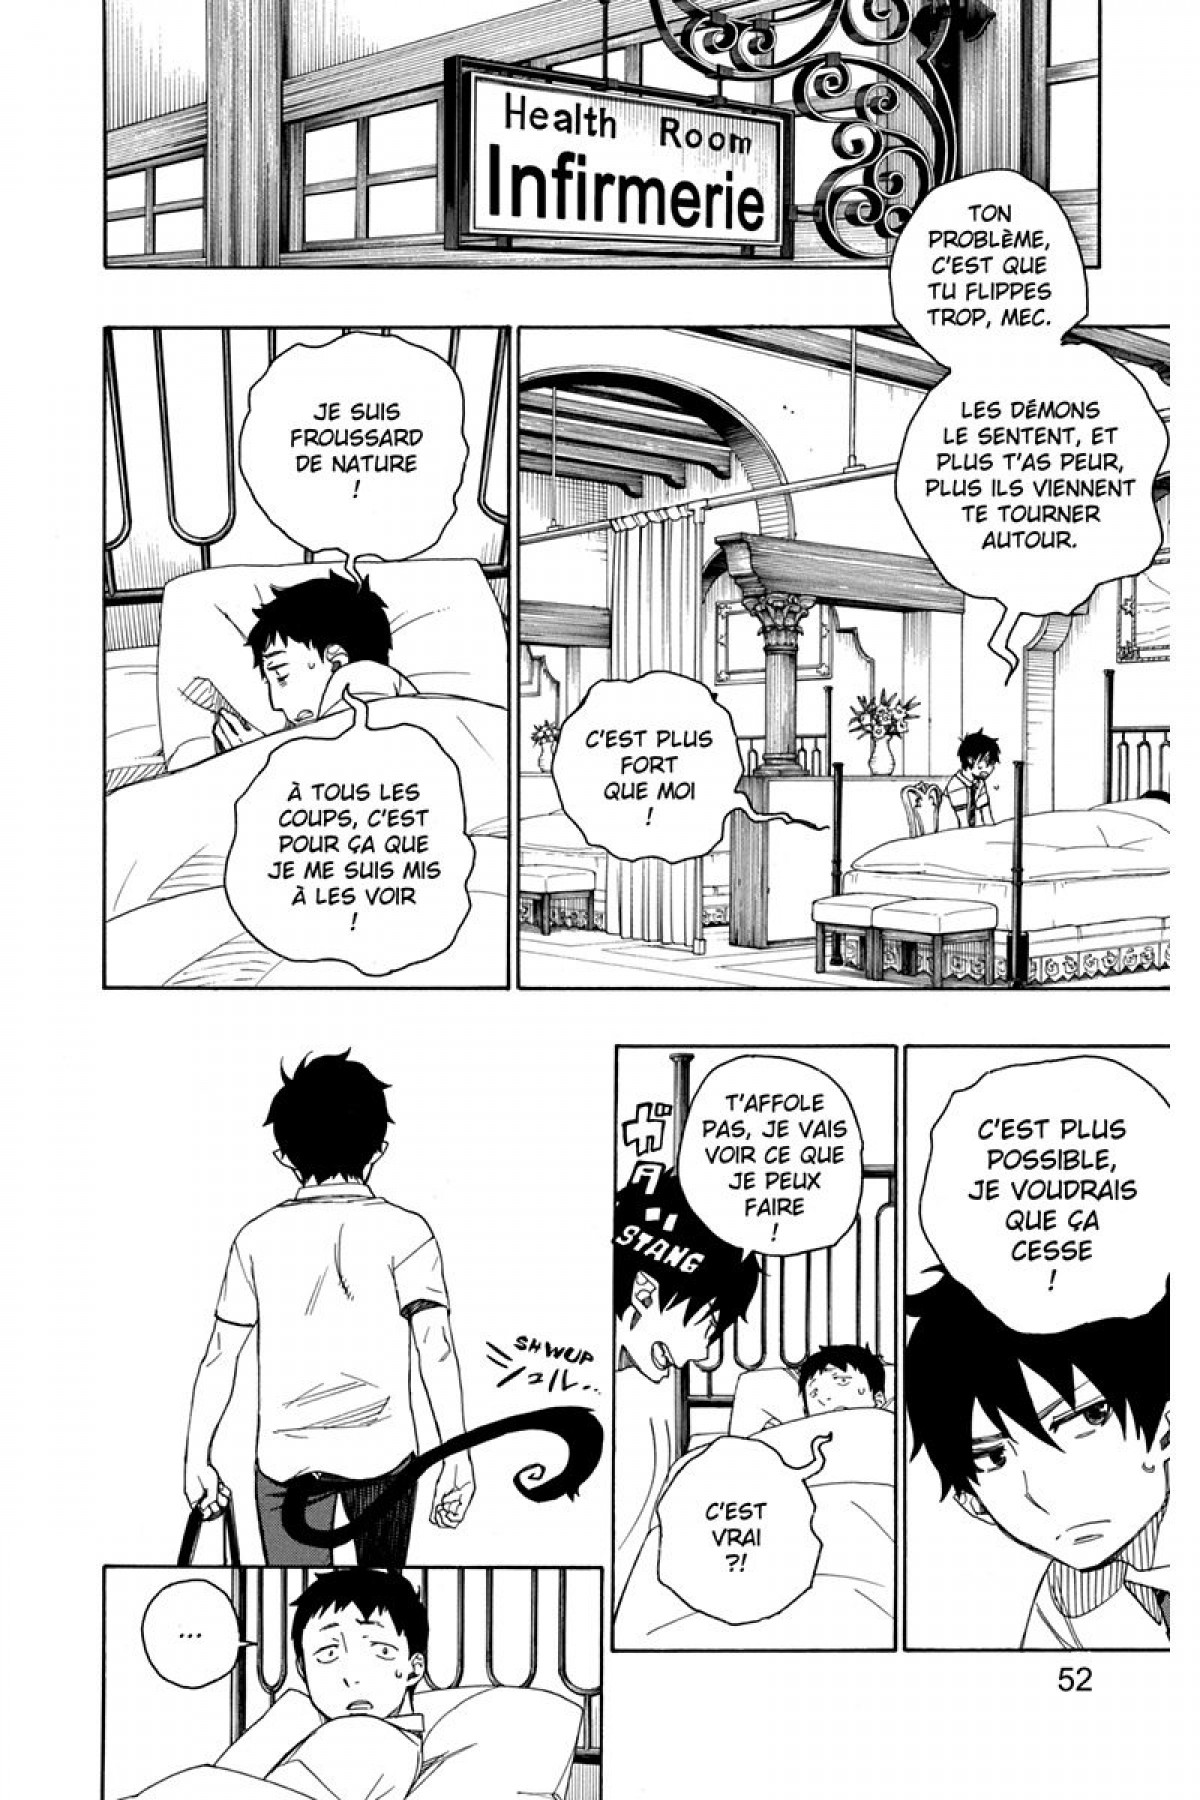 Health Room
Infirmerie
TON
PROBLÈME,
C'EST QUE
TU FLIPPES
TROP, MEC.
LES DÉMONS
LE SENTENT, ET
PLUS T'AS PEUR,
PLUS ILS VIENNENT
TE TOURNER
AUTOUR.
C'EST PLUS
FORT
QUE MOI
!
JE SUIS
FROUSSARD
DE NATURE
!
À TOUS LES
COUPS, C'EST
POUR ÇA QUE
JE ME SUIS MIS
À LES VOIR
!
C'EST PLUS
POSSIBLE,
JE VOUDRAIS
QUE ÇA
CESSE
!
T'AFFOLE
PAS, JE VAIS
VOIR CE QUE
JE PEUX
FAIRE
!
STANG
C'EST
VRAI
?!
SHWUP
シュル..
...
52